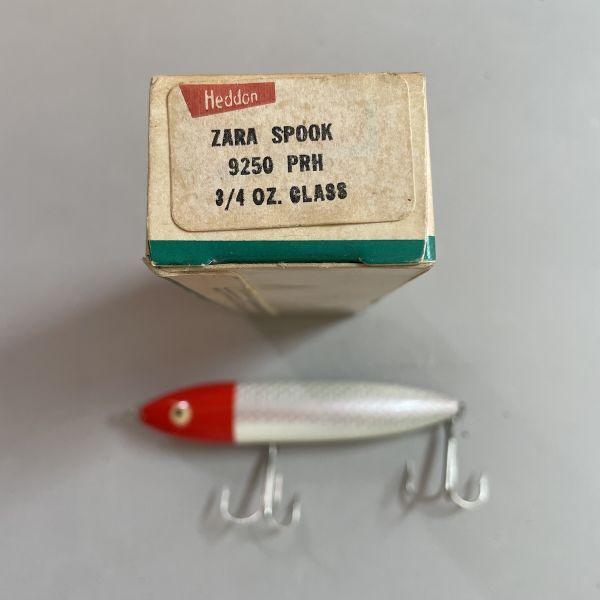 Heddon
ZARA SPOOK
9250 PRH
3/4 OZ. CLASS